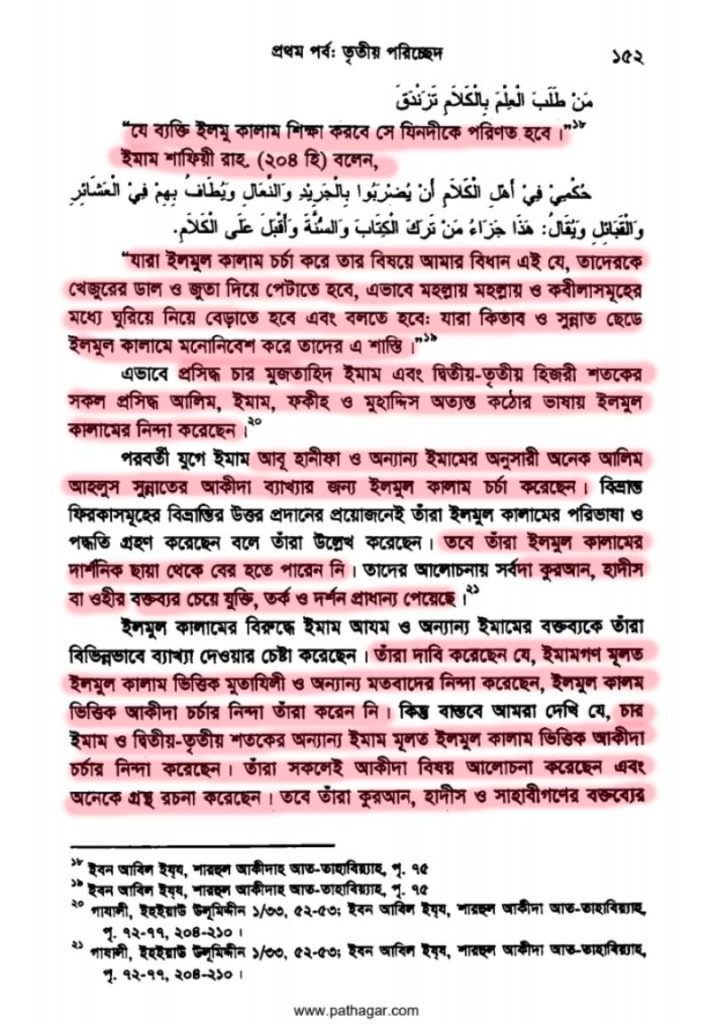 প্রথম পর্ব: তৃতীয় পরিচ্ছেদ ১৫২
مَنْ طَلَبَ الْعِلْمَ بِالْكَلَامِ تَزَنْدَقَ
“যে ব্যক্তি ইলমু কালাম শিক্ষা করবে সে যিনদীকে পরিণত হবে।”১৮
ইমাম শাফিয়ী রাহ. (২০৪ হি) বলেন,
حُكْمِيْ فِيْ أَهْلِ الْكَلَامِ أَنْ يُضْرَبُوا بِالْجَرِيْدِ وَالنِّعَالِ وَيُطَافُ بِهِمْ فِيْ الْعَشَائِرِ
وَالْقَبَائِلِ وَيُقَالُ: هَذَا جَزَاءُ مَنْ تَرَكَ الْكِتَابَ وَالسُّنَّةَ وَأَقْبَلَ عَلَى الْكَلَامِ.
“যারা ইলমুল কালাম চর্চা করে তার বিষয়ে আমার বিধান এই যে, তাদেরকে
খেজুরের ডাল ও জুতা দিয়ে পেটাতে হবে, এভাবে মহল্লায় মহল্লায় ও কবীলাসমূহের
মধ্যে ঘুরিয়ে নিয়ে বেড়াতে হবে এবং বলতে হবে: যারা কিতাব ও সুন্নাত ছেড়ে
ইলমুল কালামে মনোনিবেশ করে তাদের এ শাস্তি।”১৯
এভাবে প্রসিদ্ধ চার মুজতাহিদ ইমাম এবং দ্বিতীয়-তৃতীয় হিজরী শতকের
সকল প্রসিদ্ধ আলিম, ইমাম, ফকীহ ও মুহাদ্দিস অত্যন্ত কঠোর ভাষায় ইলমুল
কালামের নিন্দা করেছেন।২০
পরবর্তী যুগে ইমাম আবূ হানীফা ও অন্যান্য ইমামের অনুসারী অনেক আলিম
আহলুস সুন্নাতের আকীদা ব্যাখ্যার জন্য ইলমুল কালাম চর্চা করেছেন। বিভ্রান্ত
ফিরকাসমূহের বিভ্রান্তির উত্তর প্রদানের প্রয়োজনেই তাঁরা ইলমুল কালামের পরিভাষা ও
পদ্ধতি গ্রহণ করেছেন বলে তাঁরা উল্লেখ করেছেন। তবে তাঁরা ইলমুল কালামের
দার্শনিক ছায়া থেকে বের হতে পারেন নি। তাদের আলোচনায় সর্বদা কুরআন, হাদীস
বা ওহীর বক্তব্যর চেয়ে যুক্তি, তর্ক ও দর্শন প্রাধান্য পেয়েছে।২১
ইলমুল কালামের বিরুদ্ধে ইমাম আযম ও অন্যান্য ইমামের বক্তব্যকে তাঁরা
বিভিন্নভাবে ব্যাখ্যা দেওয়ার চেষ্টা করেছেন। তাঁরা দাবি করেছেন যে, ইমামগণ মূলত
ইলমুল কালাম ভিত্তিক মুতাযিলী ও অন্যান্য মতবাদের নিন্দা করেছেন, ইলমুল কালম
ভিত্তিক আকীদা চর্চার নিন্দা তাঁরা করেন নি। কিন্তু বাস্তবে আমরা দেখি যে, চার
ইমাম ও দ্বিতীয়-তৃতীয় শতকের অন্যান্য ইমাম মূলত ইলমুল কালাম ভিত্তিক আকীদা
চর্চার নিন্দা করেছেন। তাঁরা সকলেই আকীদা বিষয় আলোচনা করেছেন এবং
অনেকে গ্রন্থ রচনা করেছেন। তবে তাঁরা কুরআন, হাদীস ও সাহাবীগণের বক্তব্যের
১৮ ইবন আবিল ইয্য, শারহুল আকীদাহ আত-তাহাবিয়্যাহ, পৃ. ৭৫
১৯ ইবন আবিল ইয্য, শারহুল আকীদাহ আত-তাহাবিয়্যাহ, পৃ. ৭৫
২০ গাযালী, ইহইয়াউ উলূমিদ্দীন ১/৩৩, ৫২-৫৩; ইবন আবিল ইয্য, শারহুল আকীদা আত-তাহাবিয়্যাহ,
পৃ. ৭২-৭৭, ২০৪-২১০।
২১ গাযালী, ইহইয়াউ উলূমিদ্দীন ১/৩৩, ৫২-৫৩; ইবন আবিল ইয্য, শারহুল আকীদা আত-তাহাবিয়্যাহ,
পৃ. ৭২-৭৭, ২০৪-২১০।
www.pathagar.com